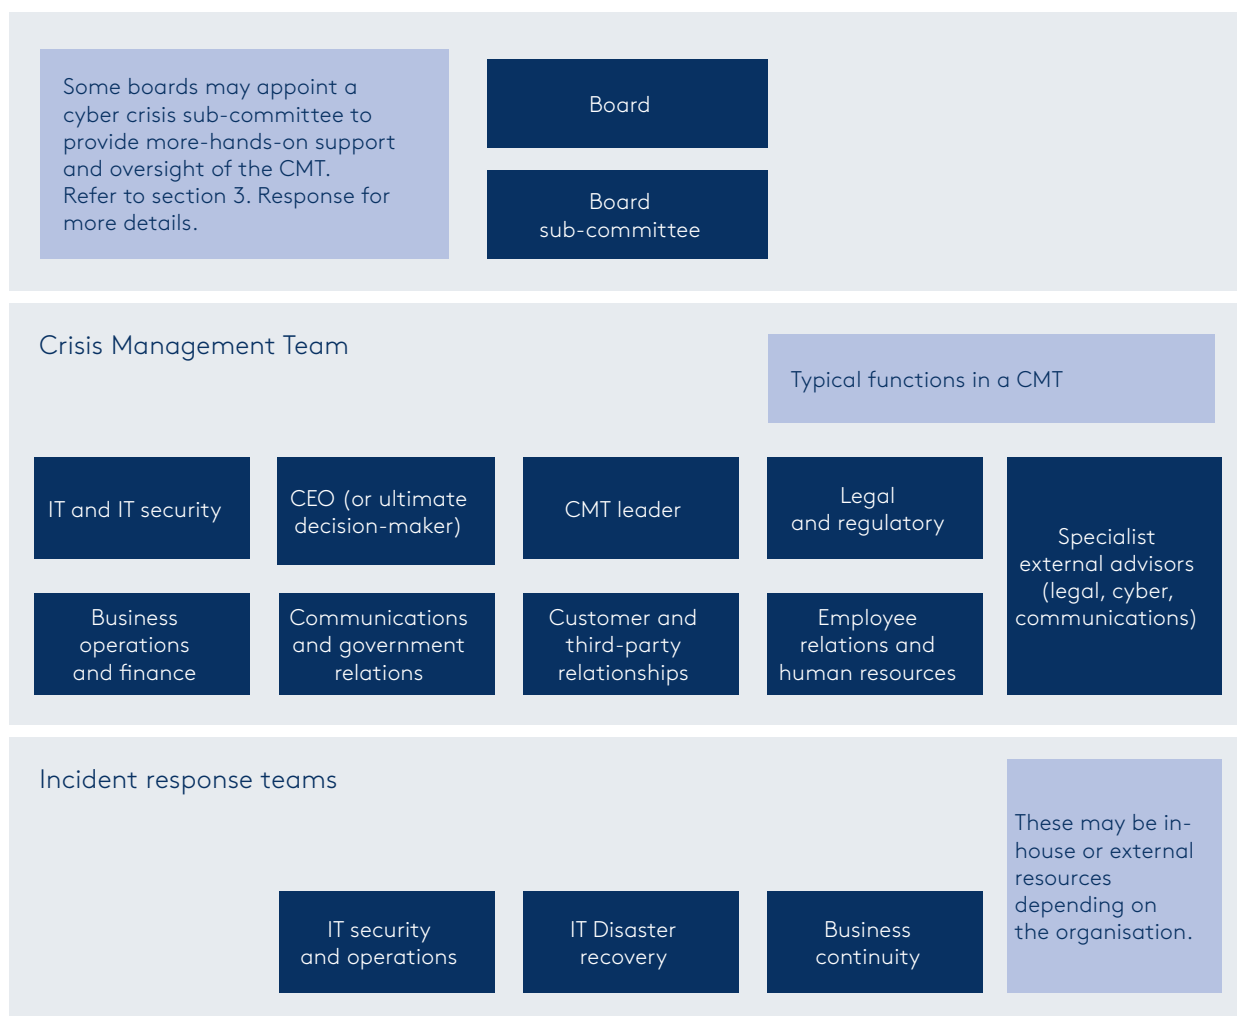 Some boards may appoint a
cyber crisis sub-committee to
provide more-hands-on support
and oversight of the CMT.
Refer to section 3. Response for
more details.
Board
Board
sub-committee
Crisis Management Team
Typical functions in a CMT
IT and IT security
CEO (or ultimate
decision-maker)
CMT leader
Legal
and regulatory
Specialist
external advisors
(legal, cyber,
communications)
Business
operations
and finance
Communications
and government
relations
Customer and
third-party
relationships
Employee
relations and
human resources
Incident response teams
These may be in-
house or external
resources
depending on
the organisation.
IT security
and operations
IT Disaster
recovery
Business
continuity